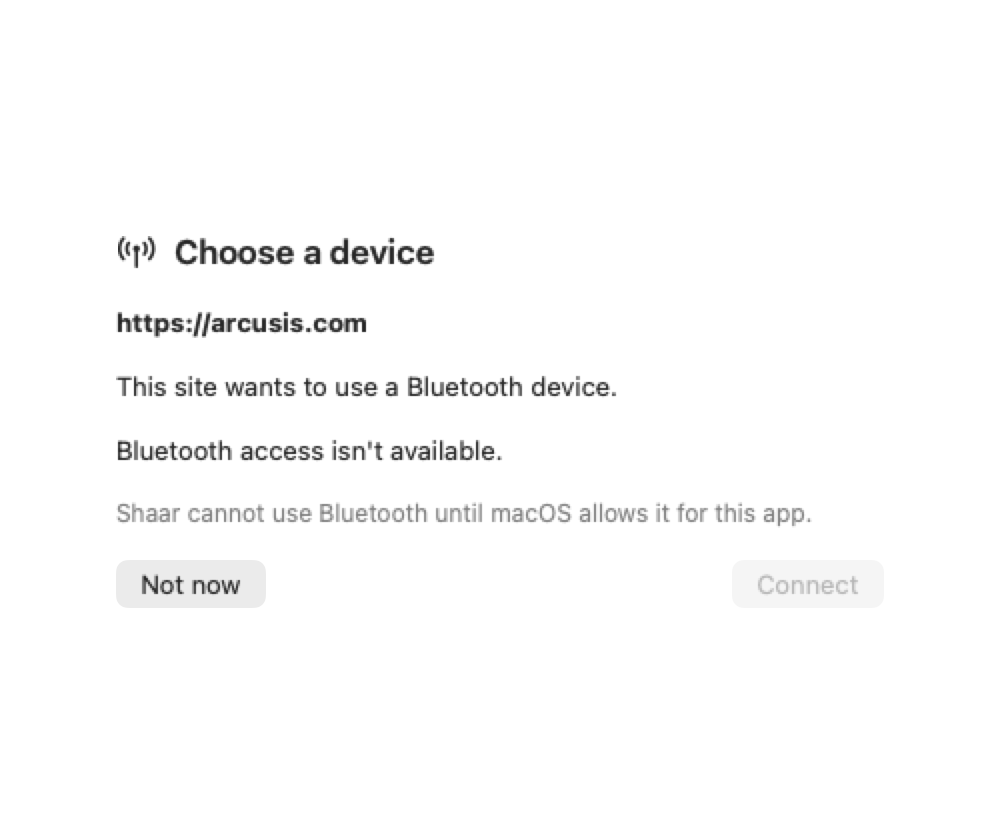 Choose a device
https://arcusis.com
This site wants to use a Bluetooth device.
Bluetooth access isn't available.
Shaar cannot use Bluetooth until macOS allows it for this app.
Not now
Connect